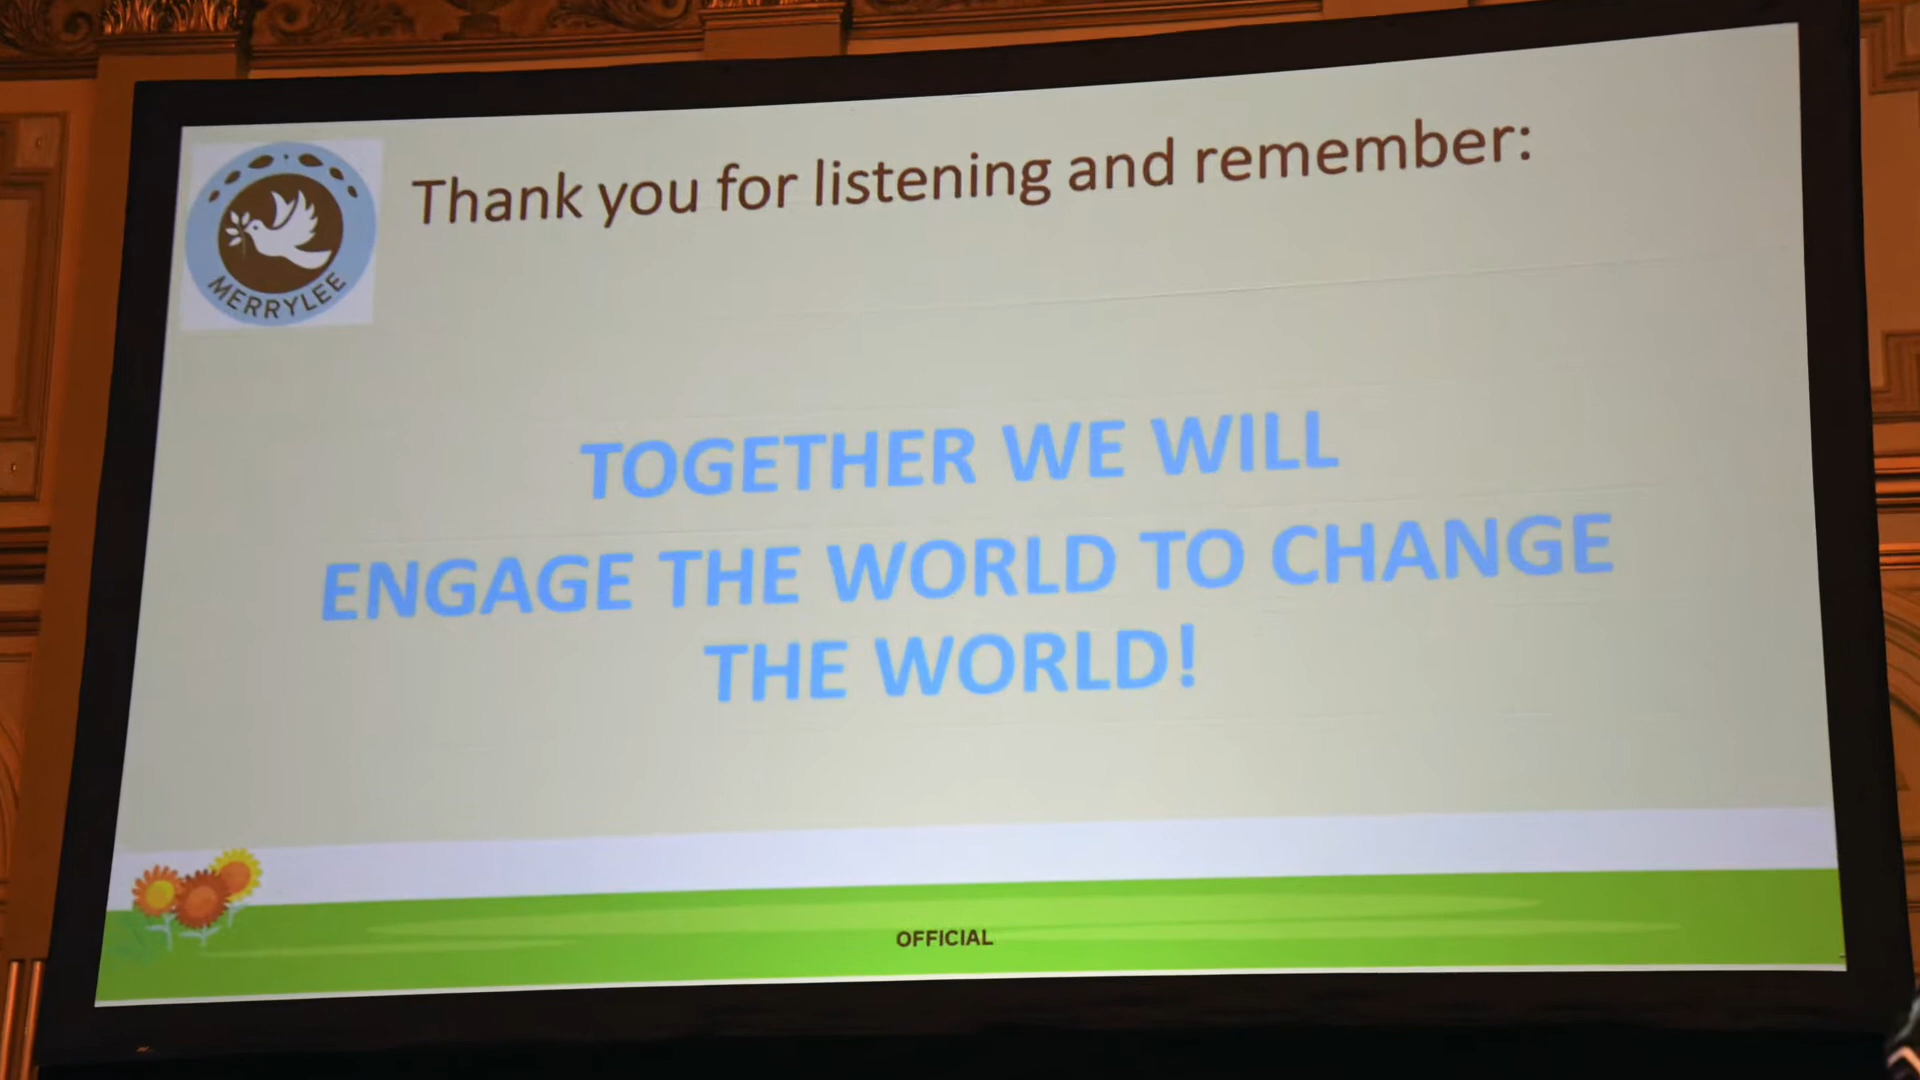 Thank you for listening and remember:
MERRYLEE
TOGETHER WE WILL
ENGAGE THE WORLD TO CHANGE
THE WORLD!
OFFICIAL